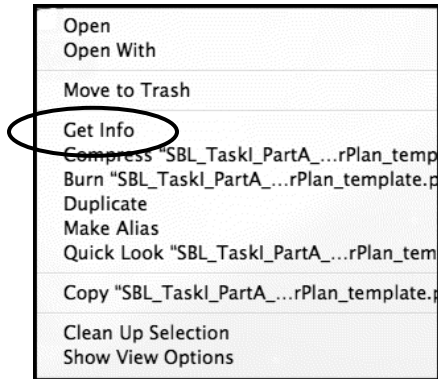 Open
Open With
Move to Trash
Get Info
Compress "SBL_TaskI_PartA_...rPlan_temp
Burn "SBL_TaskI_PartA_...rPlan_template.p
Duplicate
Make Alias
Quick Look "SBL_TaskI_PartA_...rPlan_tem
Copy "SBL_TaskI_PartA_...rPlan_template.p
Clean Up Selection
Show View Options